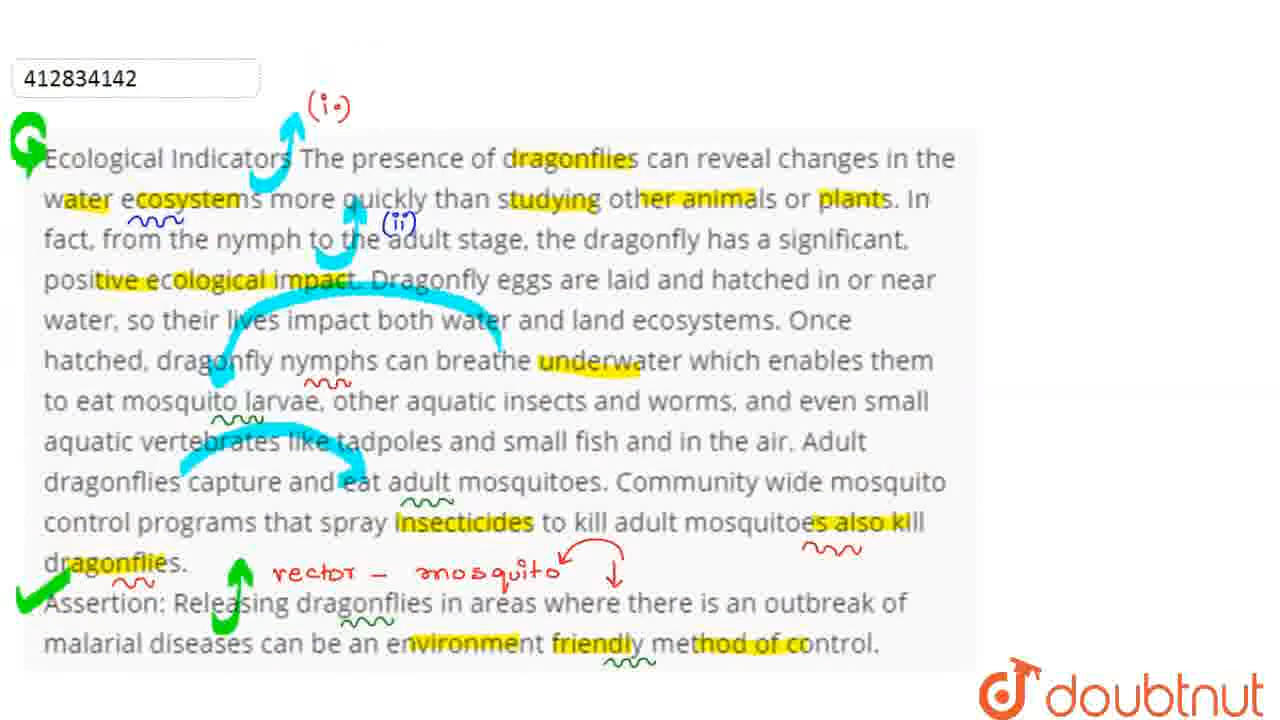 412834142
(i.)
Ecological Indicators The presence of dragonflies can reveal changes in the
water ecosystems more quickly than studying other animals or plants. In
(ii)
fact, from the nymph to the adult stage, the dragonfly has a significant,
positive ecological impact. Dragonfly eggs are laid and hatched in or near
water, so their lives impact both water and land ecosystems. Once
hatched, dragonfly nymphs can breathe underwater which enables them
to eat mosquito larvae, other aquatic insects and worms, and even small
aquatic vertebrates like tadpoles and small fish and in the air. Adult
dragonflies capture and eat adult mosquitoes. Community wide mosquito
control programs that spray insecticides to kill adult mosquitoes also kill
dragonflies.
vector - mosquito
Assertion: Releasing dragonflies in areas where there is an outbreak of
malarial diseases can be an environment friendly method of control.
doubtnut